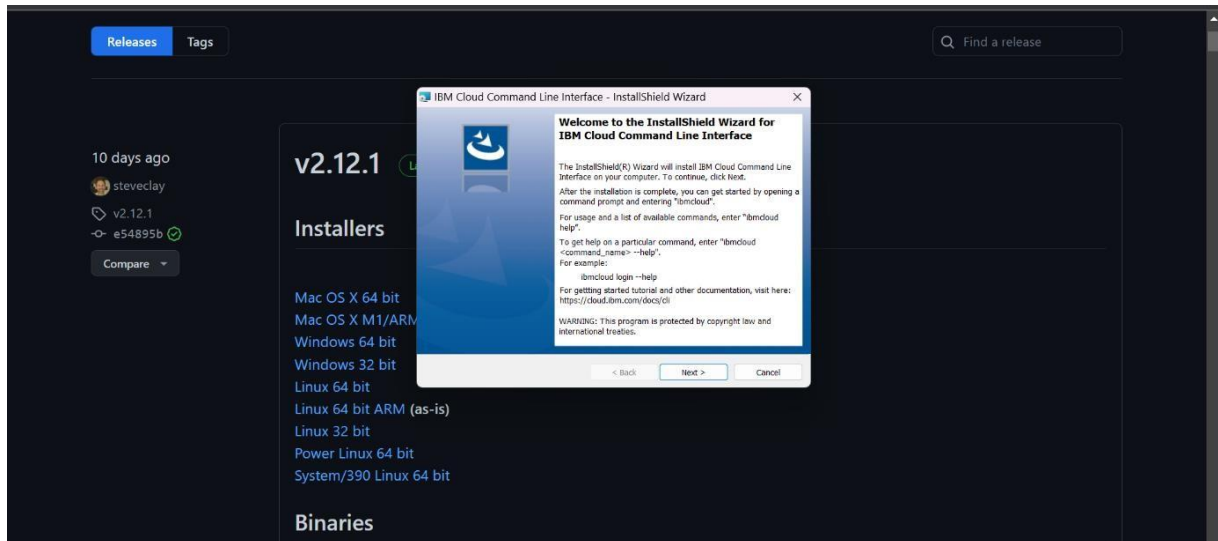 Releases Tags
Find a release
IBM Cloud Command Line Interface - InstallShield Wizard
Welcome to the InstallShield Wizard for
IBM Cloud Command Line Interface
The InstallShield(R) Wizard will install IBM Cloud Command Line
Interface on your computer. To continue, click Next.
After the installation is complete, you can get started by opening a
command prompt and entering "ibmcloud".
For usage and a list of available commands, enter "ibmcloud
help".
To get help on a particular command, enter "ibmcloud
<command_name> --help".
For example:
ibmcloud login --help
For gettting started tutorial and other documentation, visit here:
https://cloud.ibm.com/docs/cli
WARNING: This program is protected by copyright law and
international treaties.
< Back Next > Cancel
10 days ago
steveclay
v2.12.1
e54895b
Compare
v2.12.1
Installers
Mac OS X 64 bit
Mac OS X M1/ARM
Windows 64 bit
Windows 32 bit
Linux 64 bit
Linux 64 bit ARM (as-is)
Linux 32 bit
Power Linux 64 bit
System/390 Linux 64 bit
Binaries